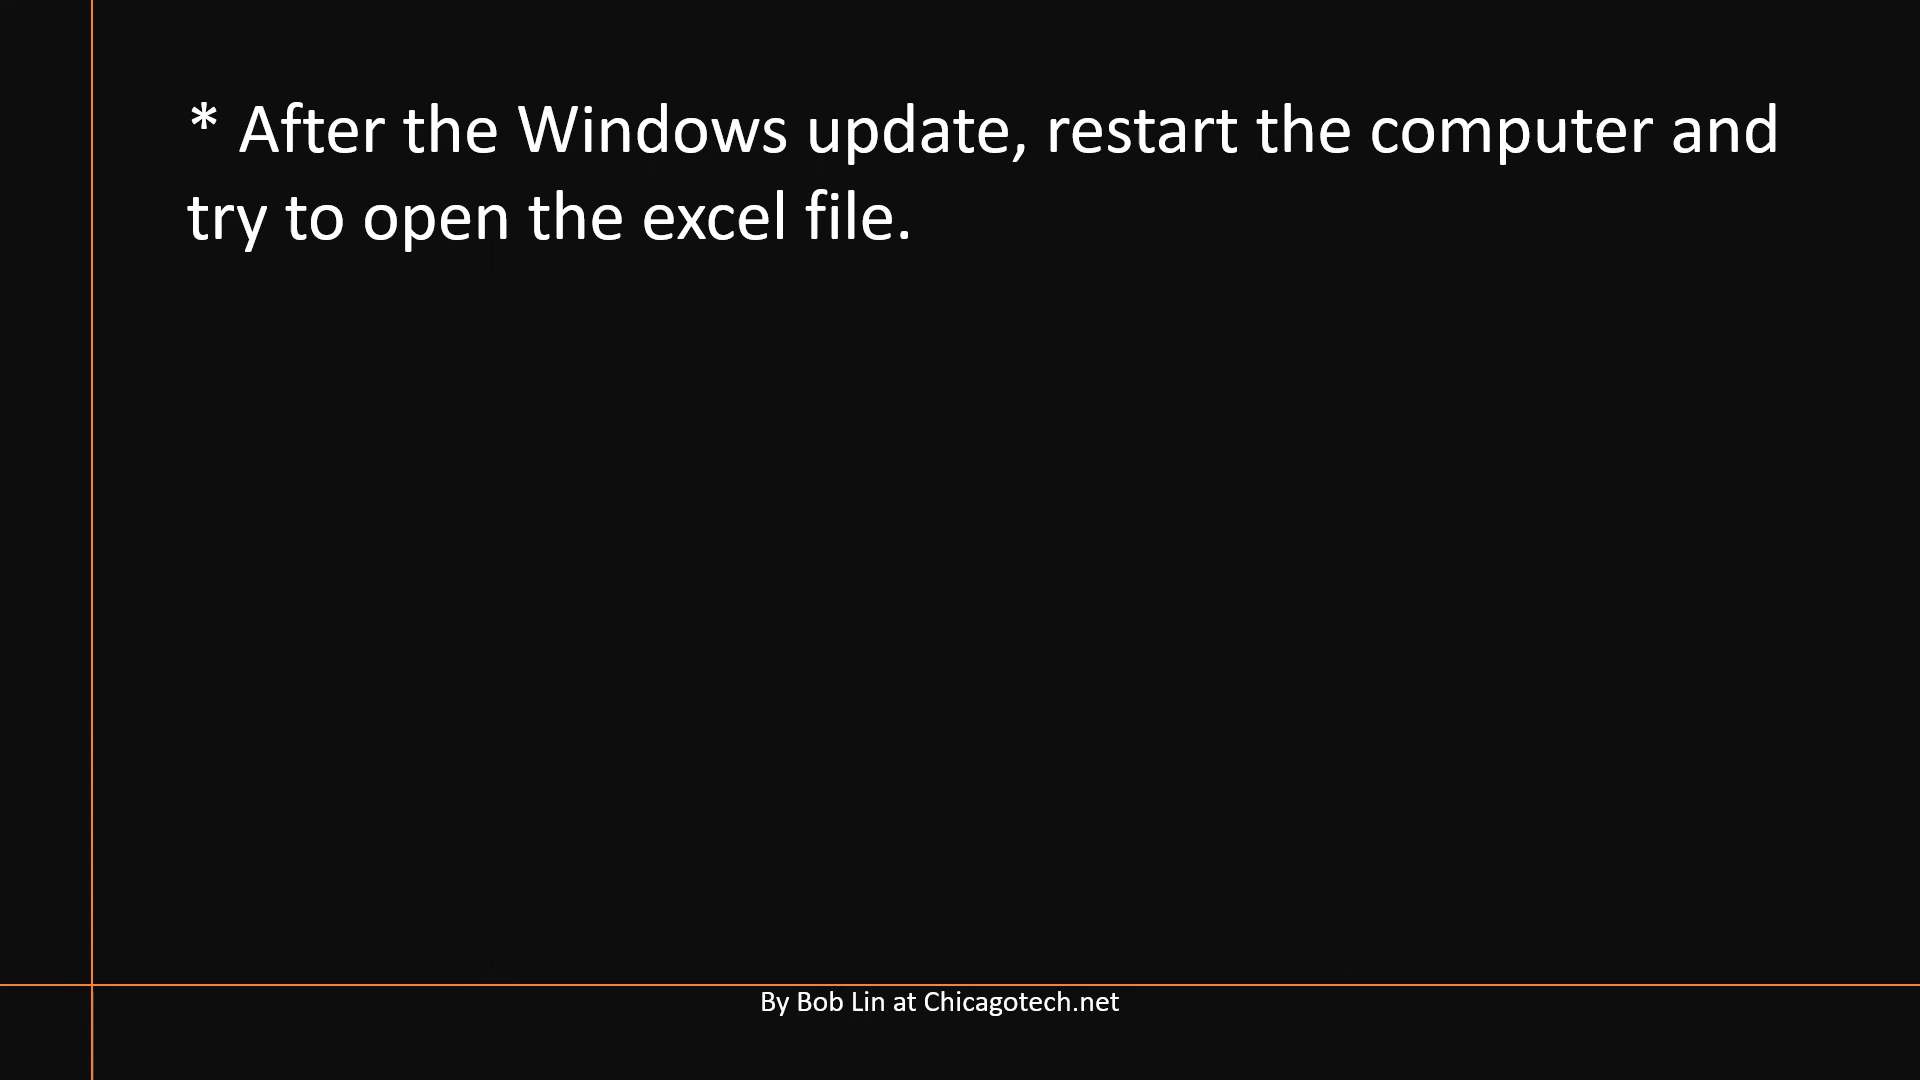 * After the Windows update, restart the computer and
try to open the excel file.
By Bob Lin at Chicagotech.net